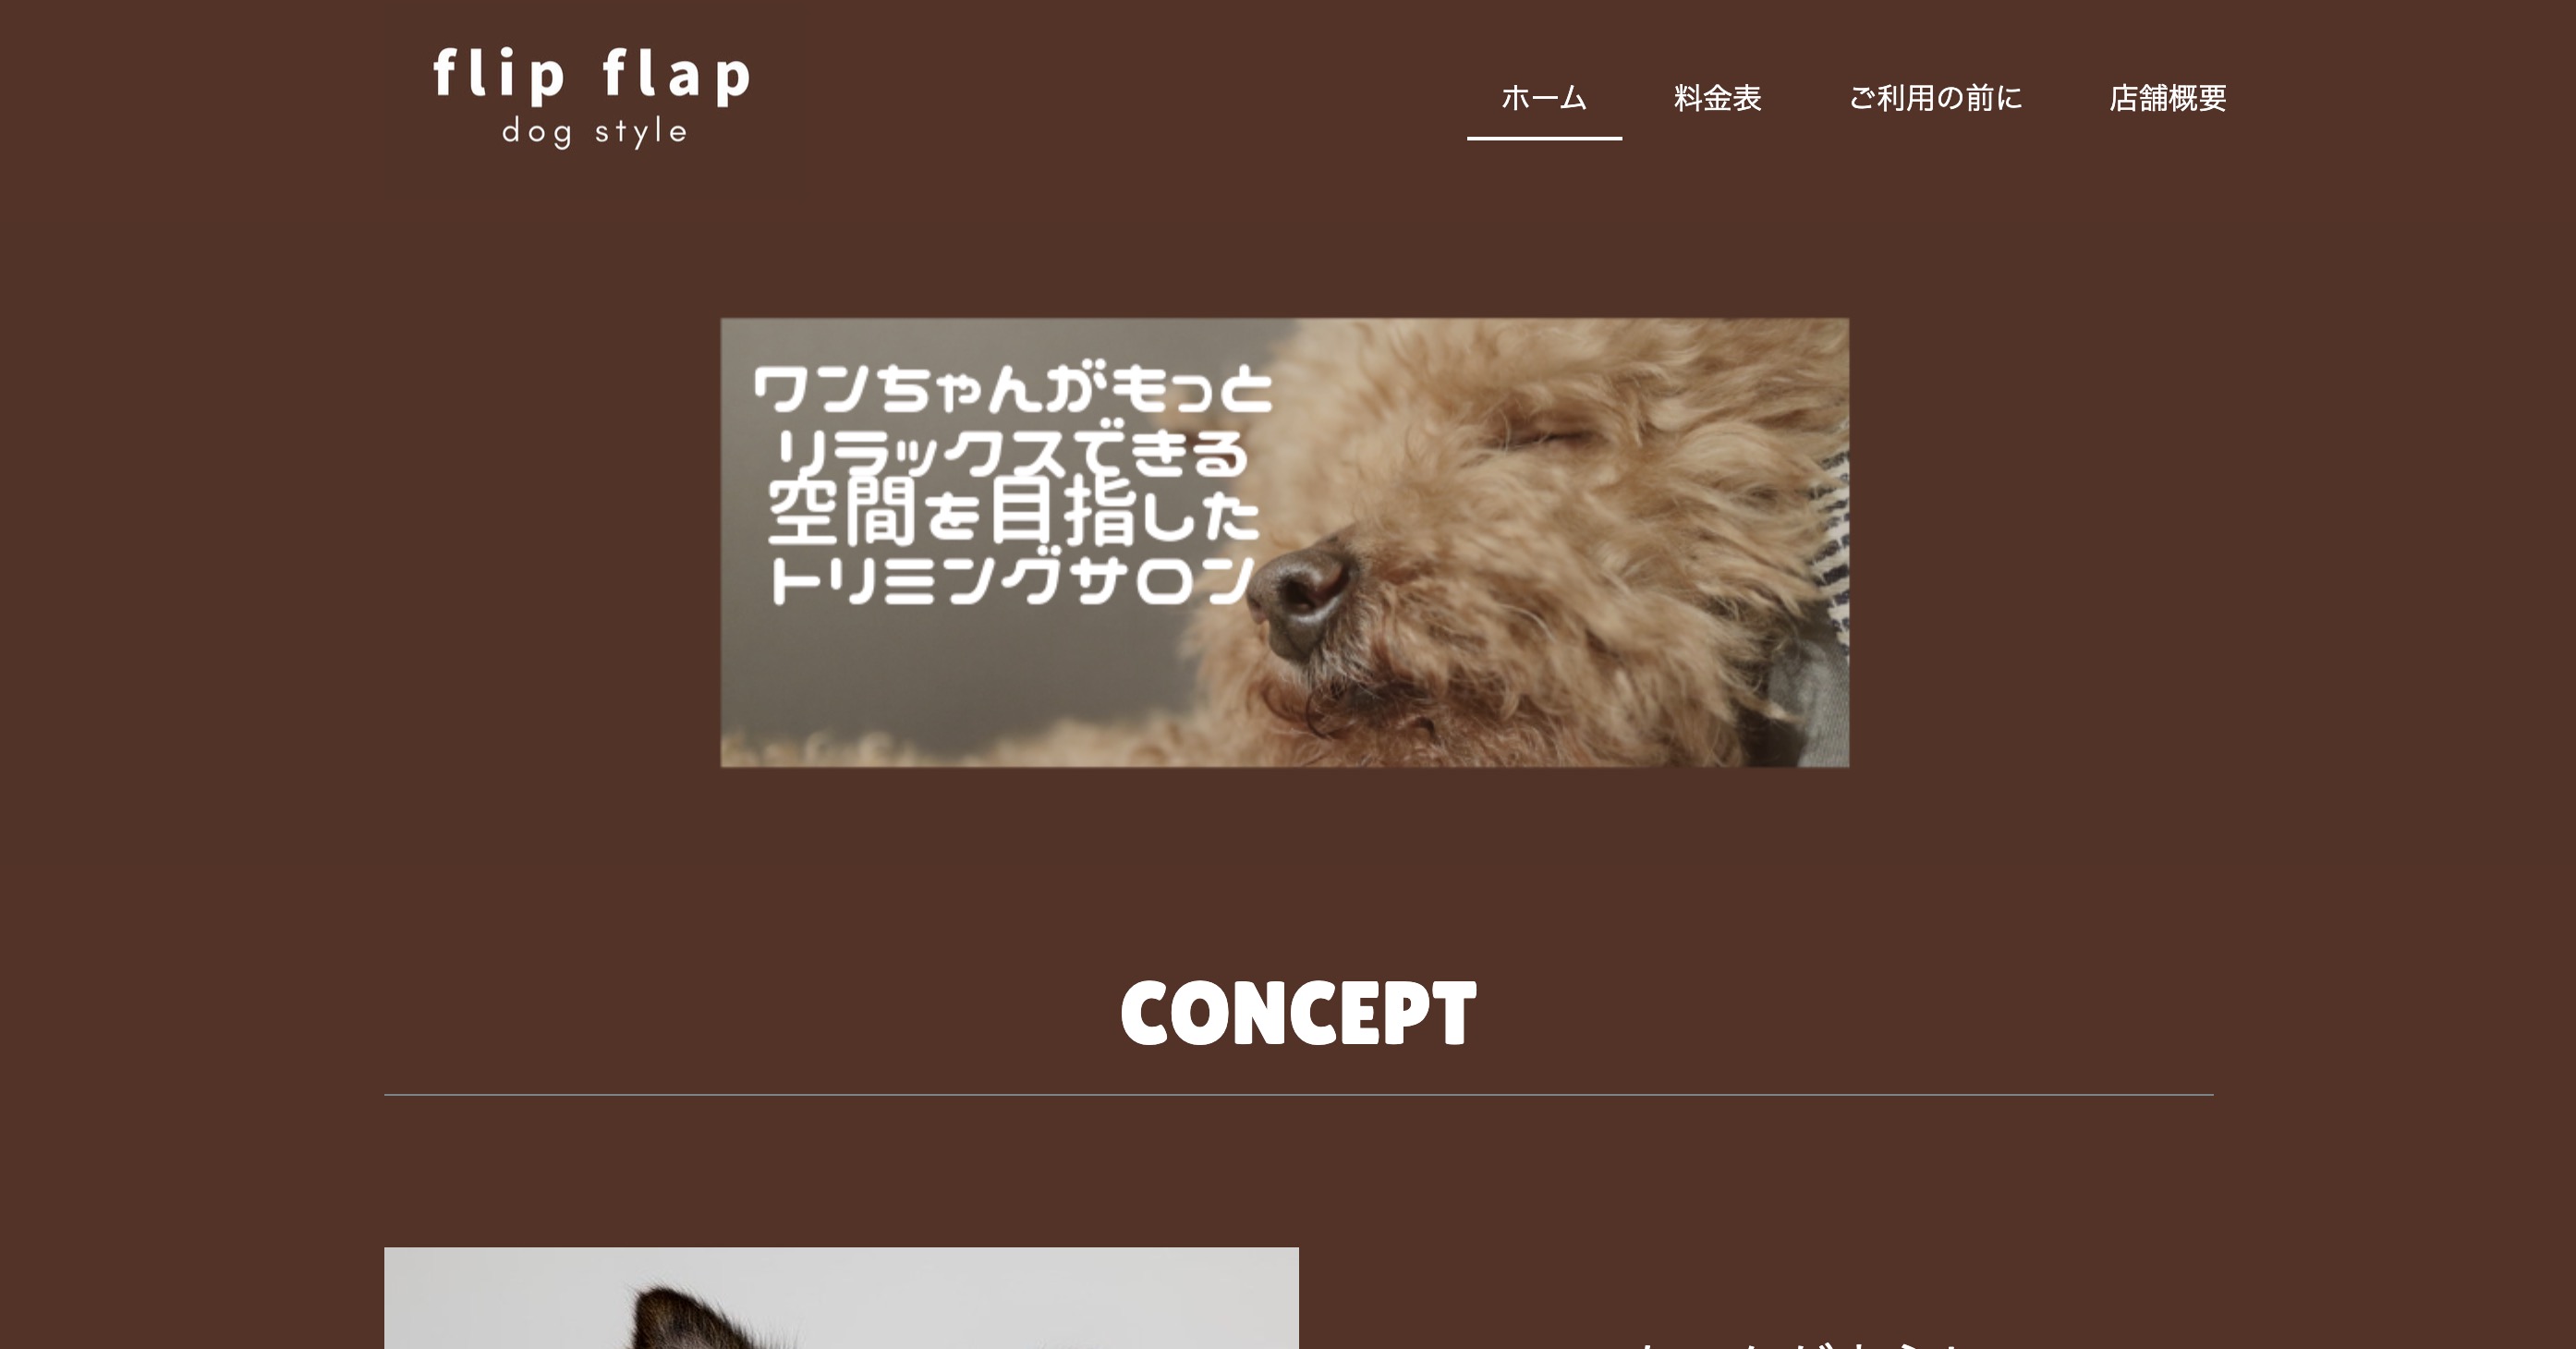 flip flap
dog style
ホーム 料金表 ご利用の前に 店舗概要
ワンちゃんがもっと
リラックスできる
空間を目指した
トリミングサロン
CONCEPT